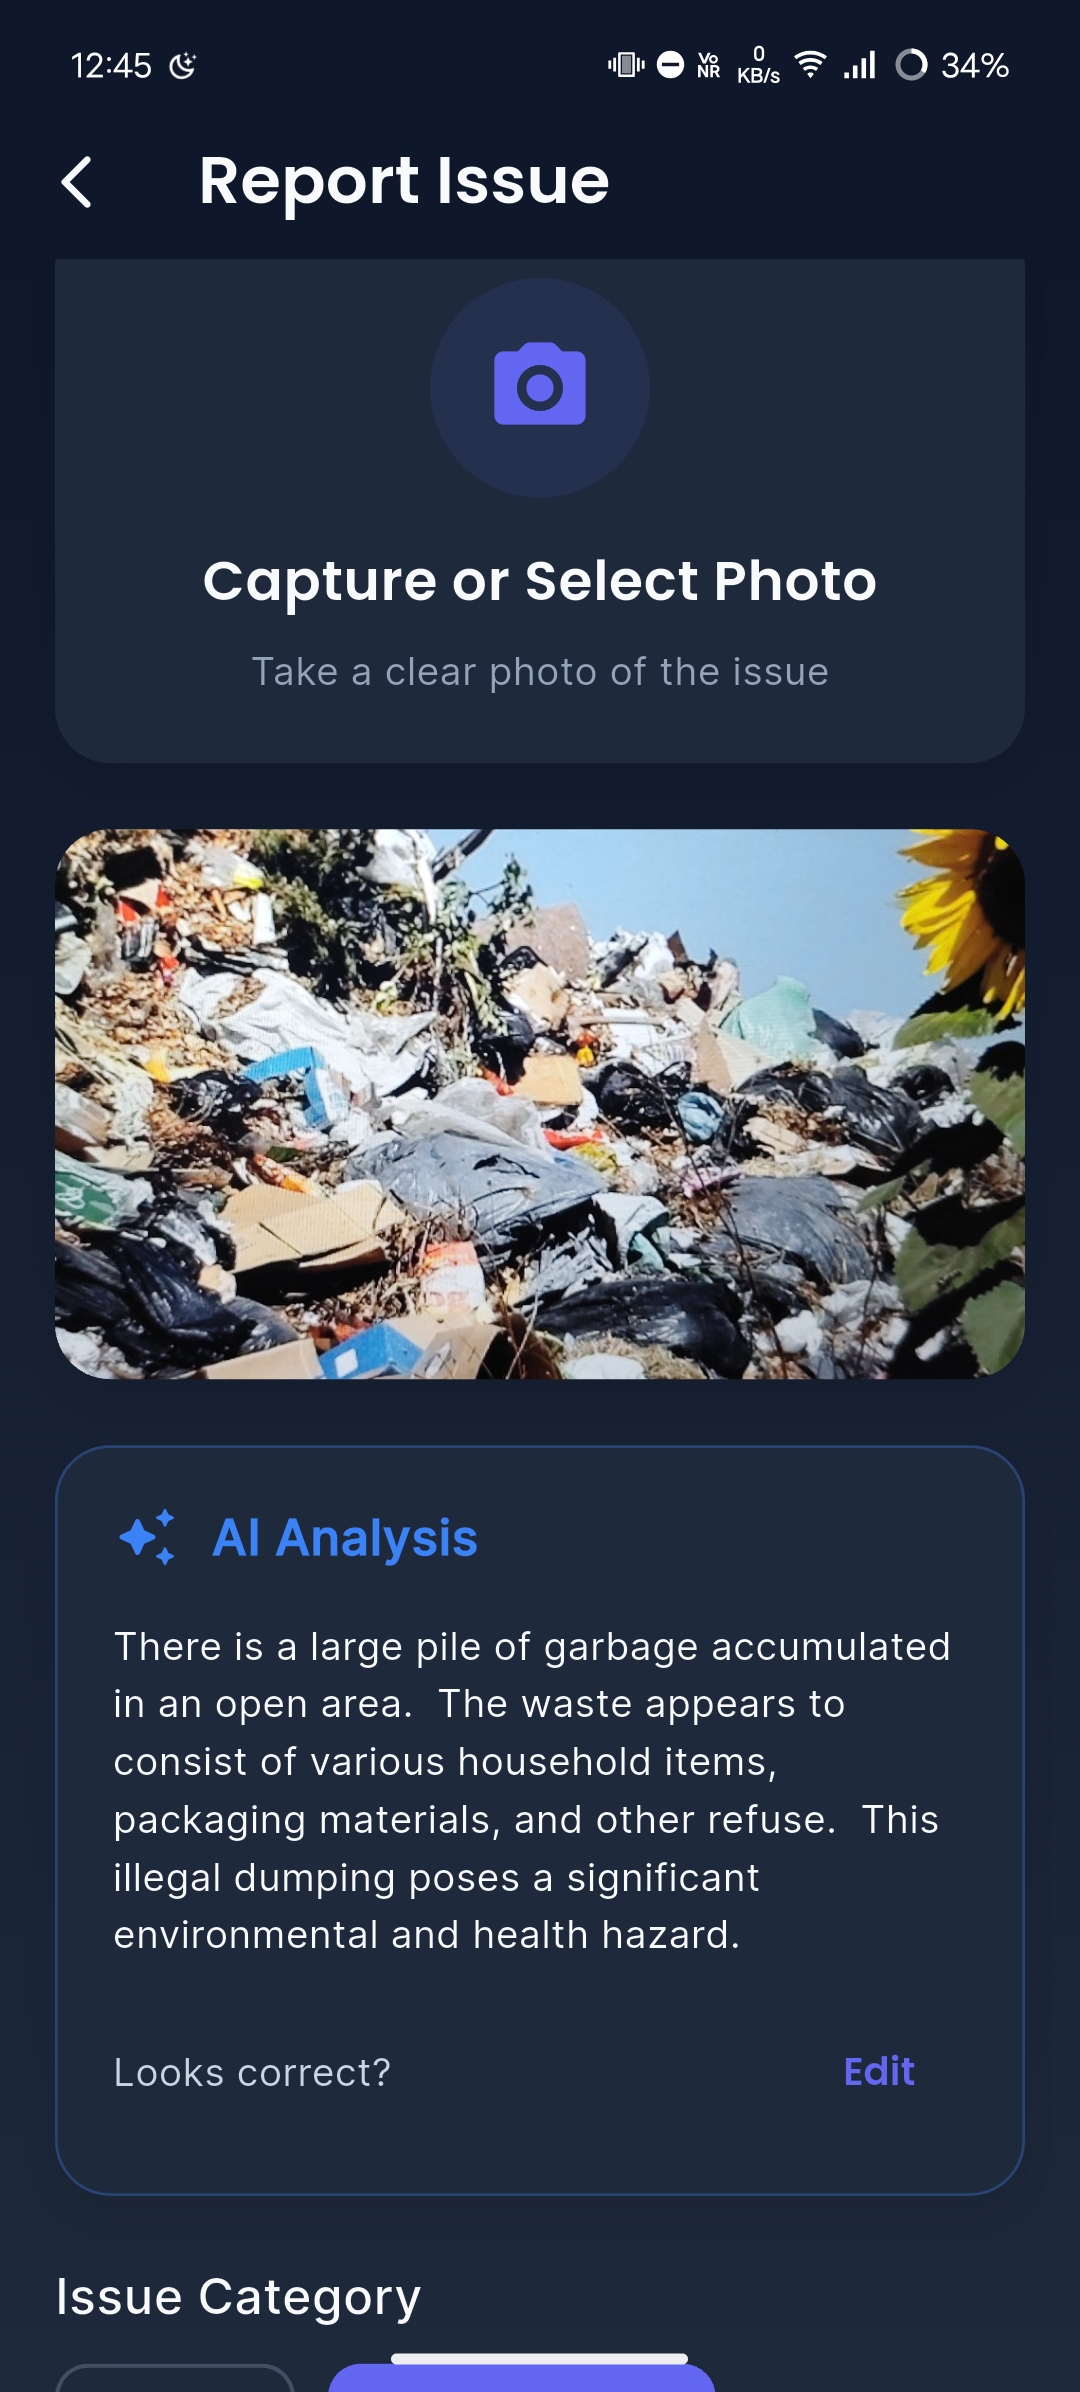 12:45
Vo
NR
0
KB/s
34%
Report Issue
Capture or Select Photo
Take a clear photo of the issue
AI Analysis
There is a large pile of garbage accumulated
in an open area.  The waste appears to
consist of various household items,
packaging materials, and other refuse.  This
illegal dumping poses a significant
environmental and health hazard.
Looks correct?
Edit
Issue Category